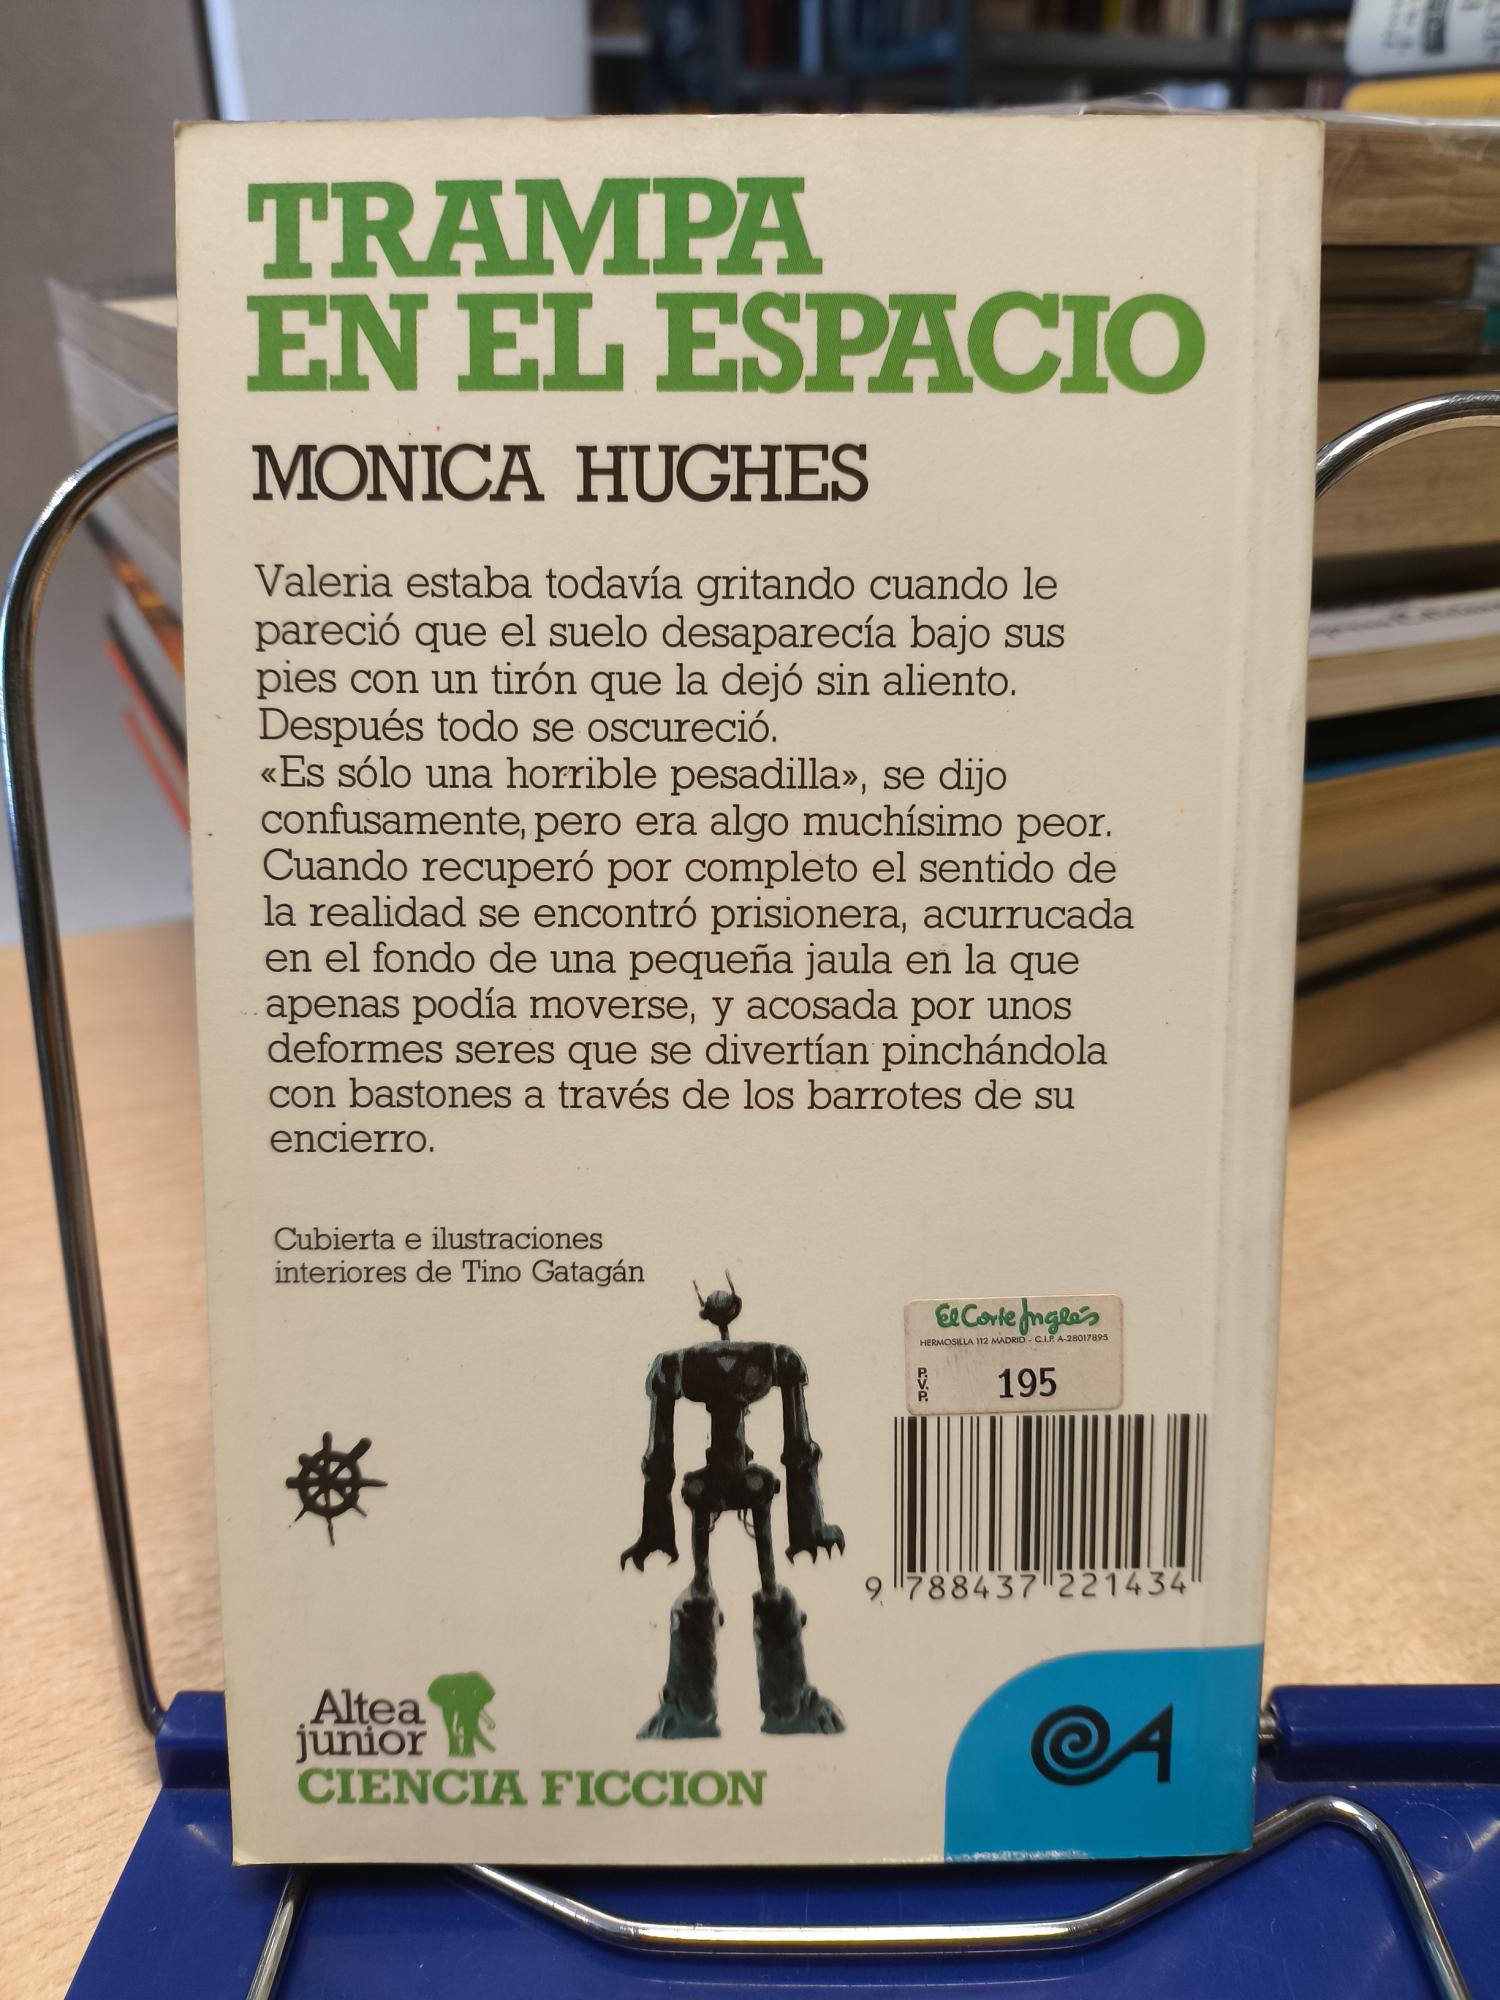 TRAMPA
EN EL ESPACIO
MONICA HUGHES
Valeria estaba todavía gritando cuando le
pareció que el suelo desaparecía bajo sus
pies con un tirón que la dejó sin aliento.
Después todo se oscureció.
«Es sólo una horrible pesadilla», se dijo
confusamente, pero era algo muchísimo peor.
Cuando recuperó por completo el sentido de
la realidad se encontró prisionera, acurrucada
en el fondo de una pequeña jaula en la que
apenas podía moverse, y acosada por unos
deformes seres que se divertían pinchándola
con bastones a través de los barrotes de su
encierro.
Cubierta e ilustraciones
interiores de Tino Gatagán
El Corte Inglés
HERMOSILLA 112 MADRID - C.I.F. A-28017895
P.V.P. 195
9 788437 221434
Altea
junior
CIENCIA FICCION
A